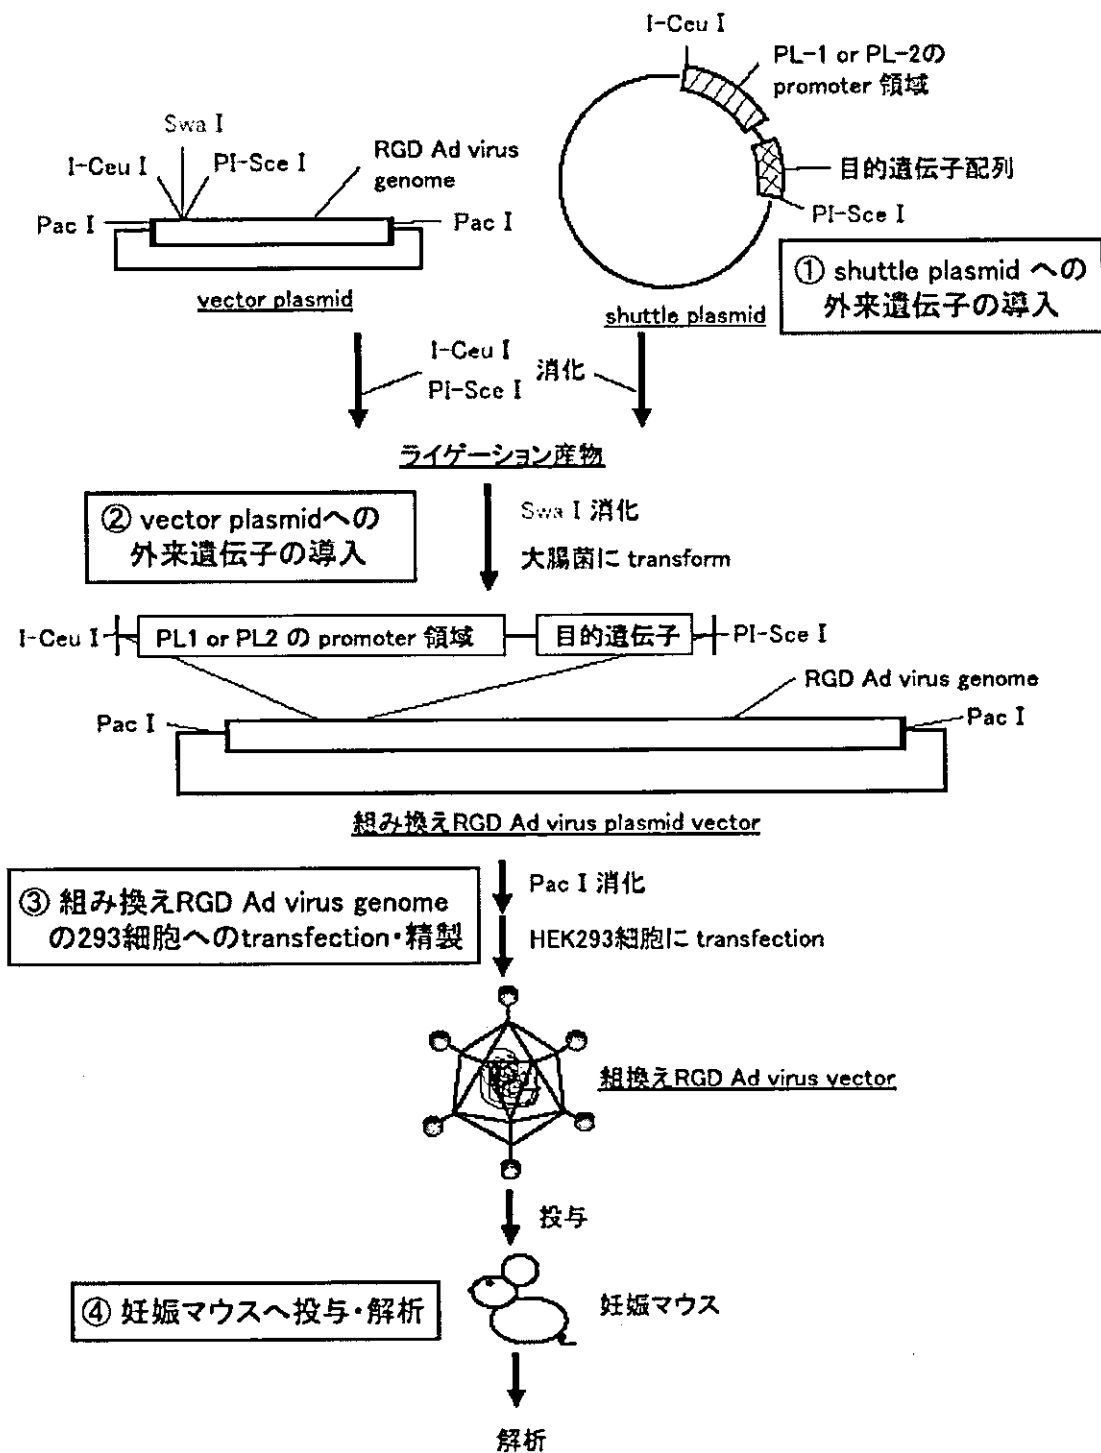 I-Ceu I
PL-1 or PL-2の
promoter 領域
Swa I
I-Ceu I
PI-Sce I
RGD Ad virus
genome
Pac I
Pac I
目的遺伝子配列
PI-Sce I
vector plasmid
shuttle plasmid
① shuttle plasmid への
外来遺伝子の導入
I-Ceu I
PI-Sce I
消化
ライゲーション産物
② vector plasmidへの
外来遺伝子の導入
Swa I 消化
大腸菌に transform
I-Ceu I
PL1 or PL2 の promoter 領域
目的遺伝子
PI-Sce I
RGD Ad virus genome
Pac I
Pac I
組み換えRGD Ad virus plasmid vector
③ 組み換えRGD Ad virus genome
の293細胞へのtransfection・精製
Pac I 消化
HEK293細胞に transfection
組換えRGD Ad virus vector
投与
④ 妊娠マウスへ投与・解析
妊娠マウス
解析